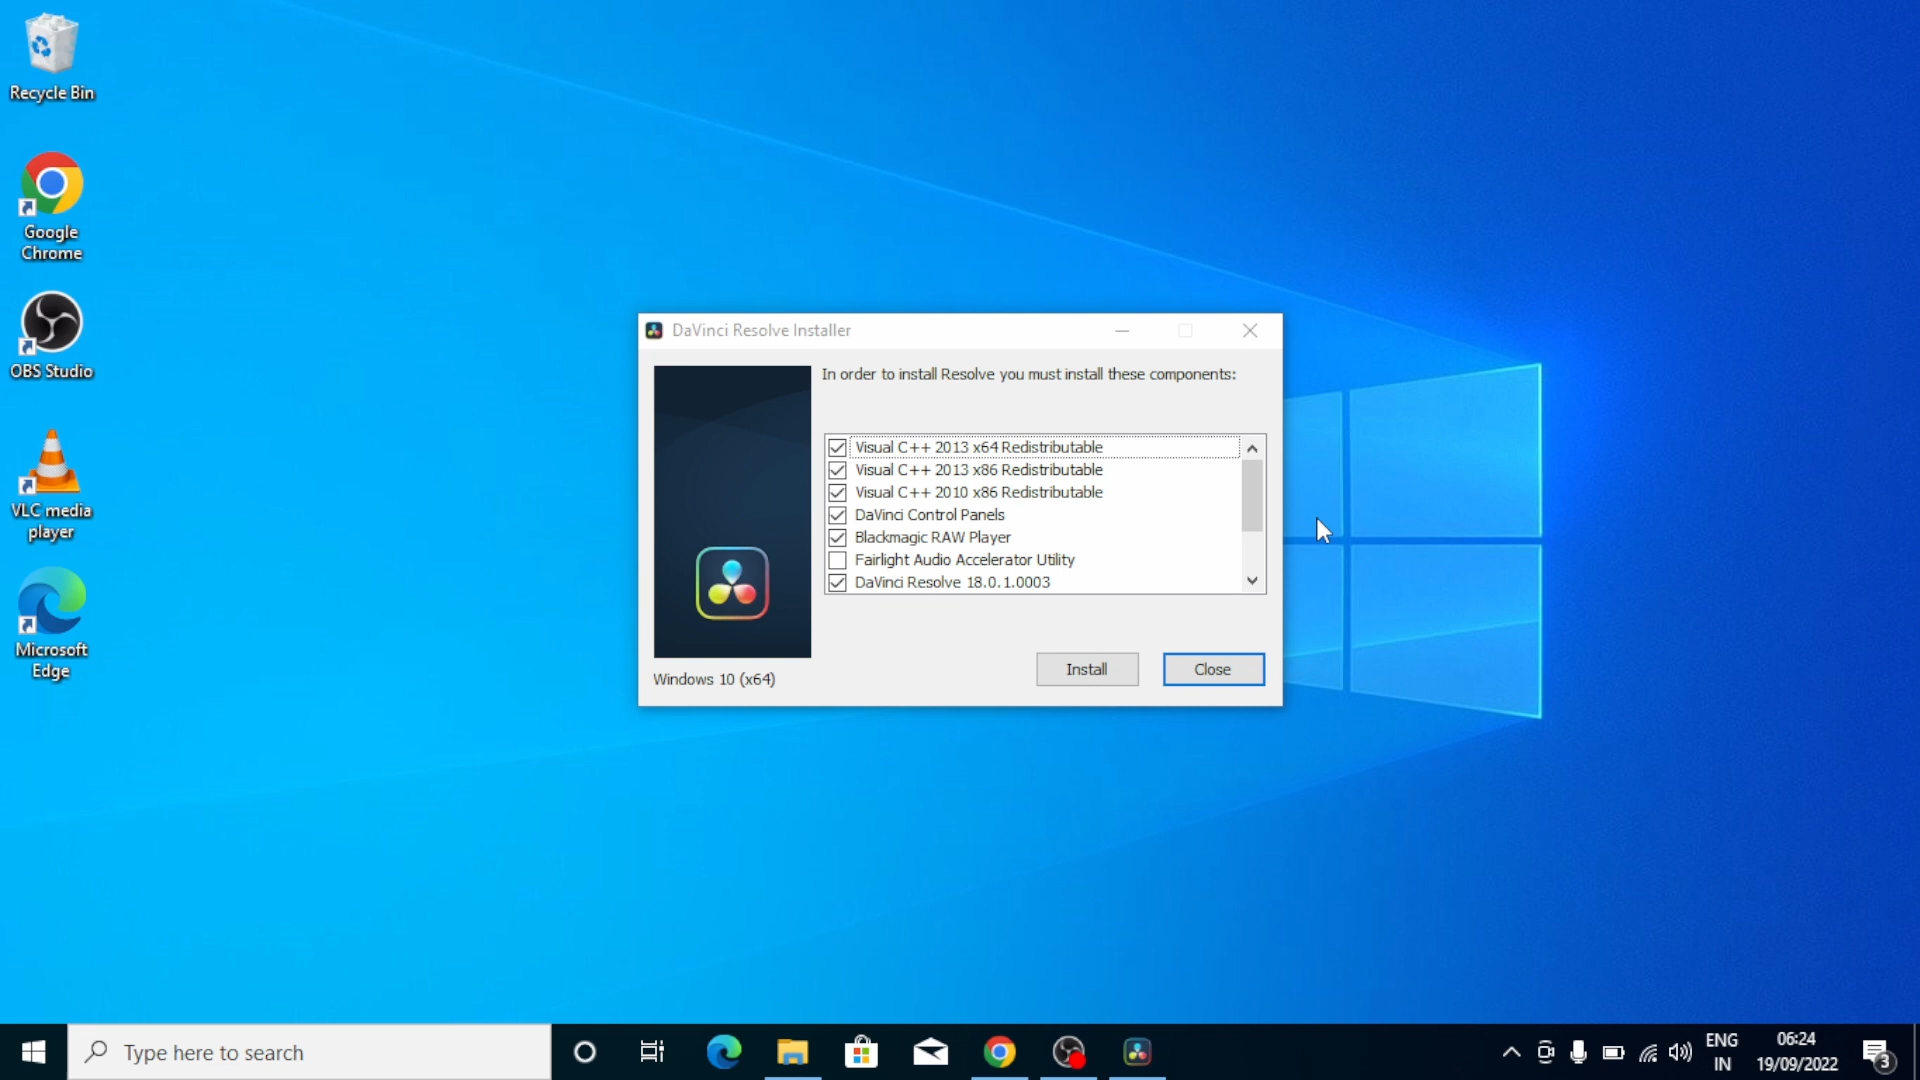 Recycle Bin
Google
Chrome
OBS Studio
VLC media
player
Microsoft
Edge
DaVinci Resolve Installer
In order to install Resolve you must install these components:
Visual C++ 2013 x64 Redistributable
Visual C++ 2013 x86 Redistributable
Visual C++ 2010 x86 Redistributable
DaVinci Control Panels
Blackmagic RAW Player
Fairlight Audio Accelerator Utility
DaVinci Resolve 18.0.1.0003
Windows 10 (x64)
Install
Close
Type here to search
ENG
IN
06:24
19/09/2022
3